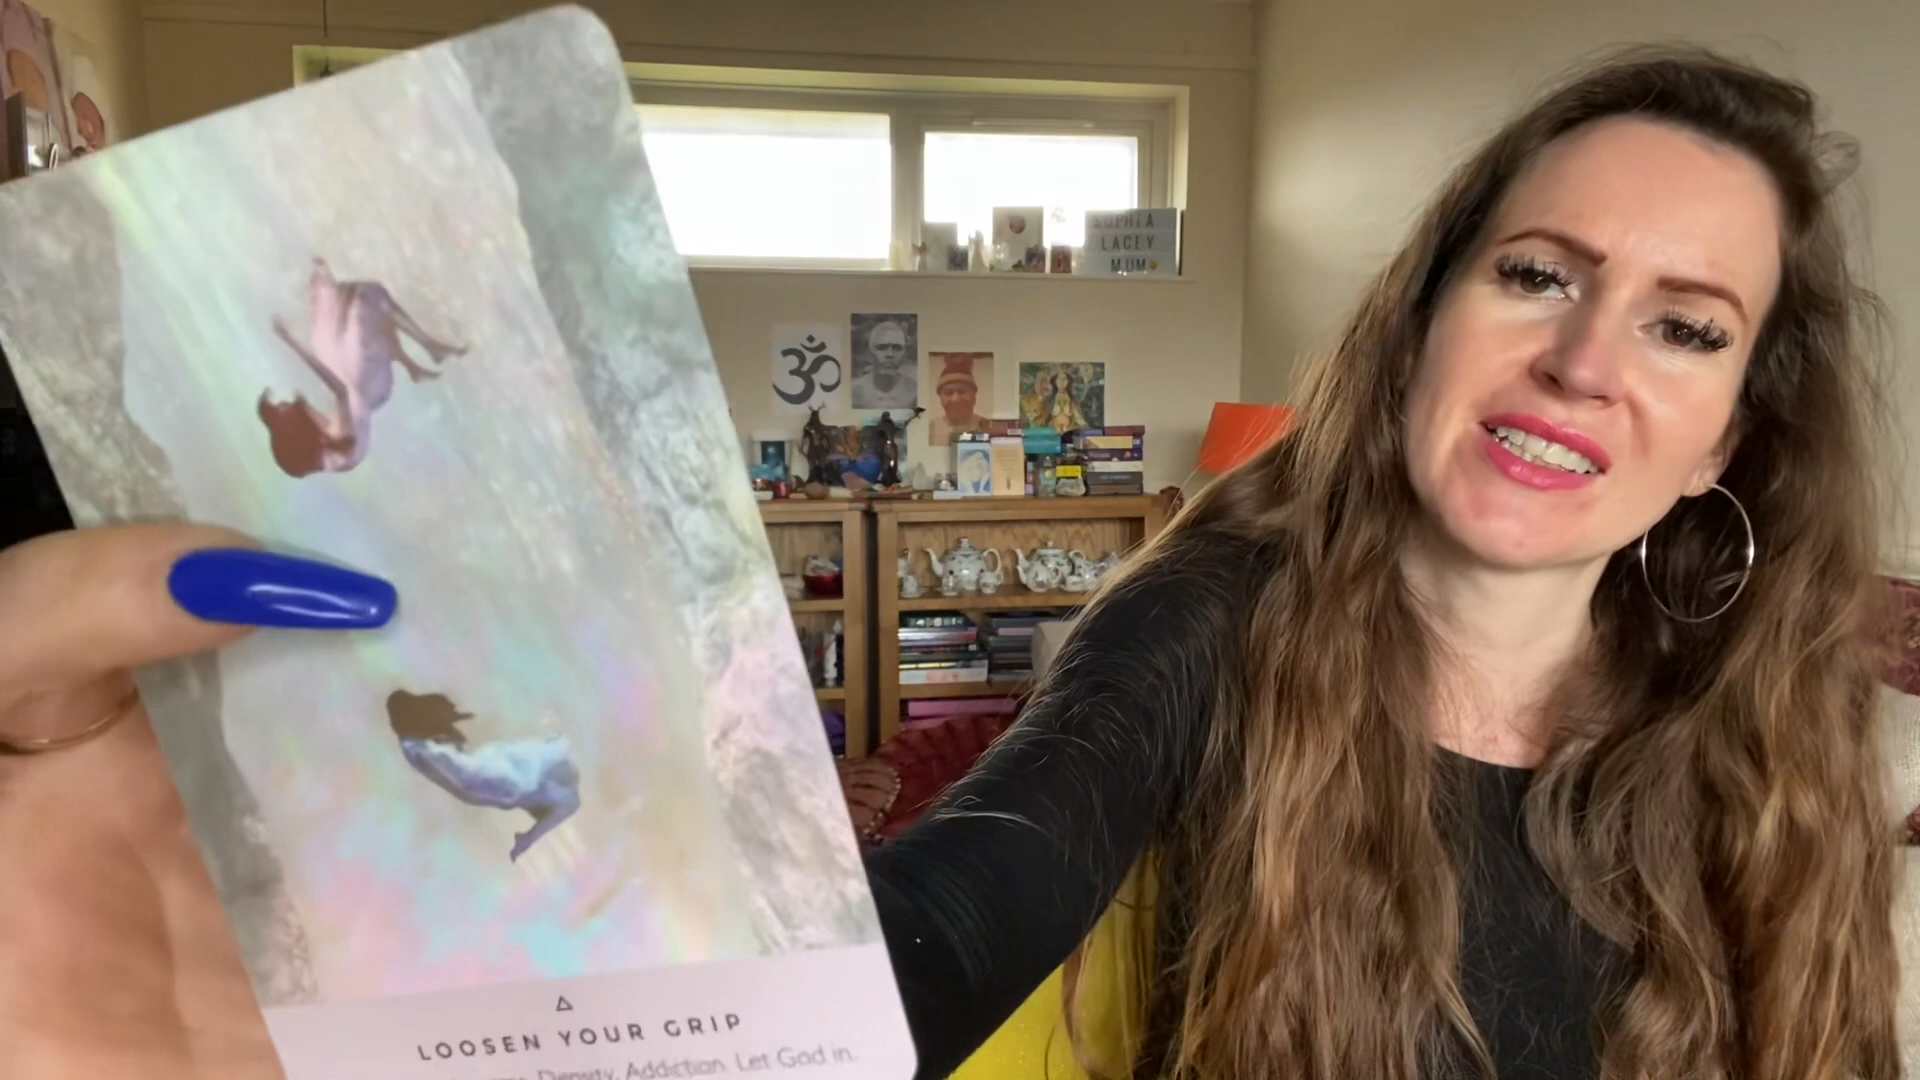 SOPHIA
LACEY
MUM
ॐ
LOOSEN YOUR GRIP
Density. Addiction. Let God in.